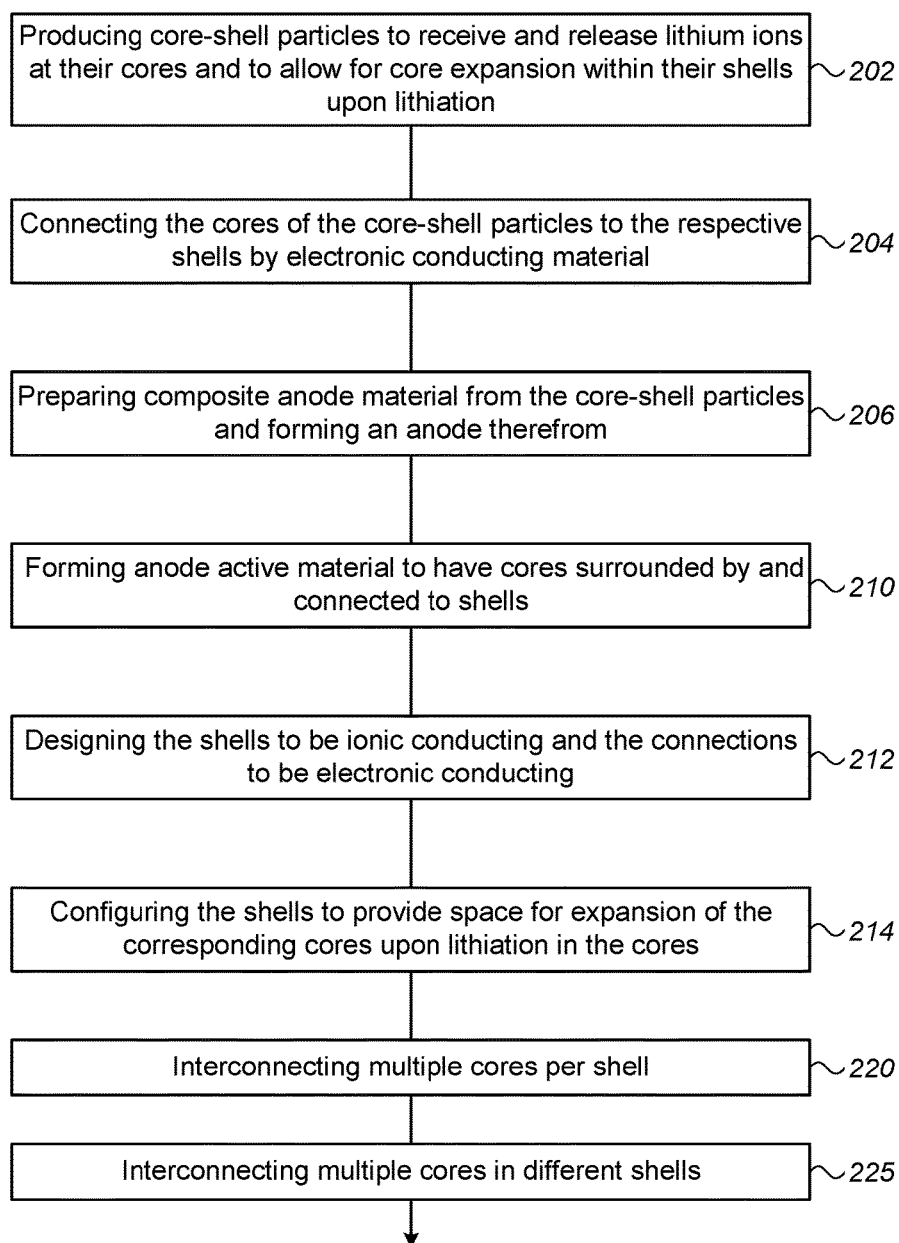 Producing core-shell particles to receive and release lithium ions
at their cores and to allow for core expansion within their shells
upon lithiation
202
Connecting the cores of the core-shell particles to the respective
shells by electronic conducting material
204
Preparing composite anode material from the core-shell particles
and forming an anode therefrom
206
Forming anode active material to have cores surrounded by and
connected to shells
210
Designing the shells to be ionic conducting and the connections
to be electronic conducting
212
Configuring the shells to provide space for expansion of the
corresponding cores upon lithiation in the cores
214
Interconnecting multiple cores per shell
220
Interconnecting multiple cores in different shells
225